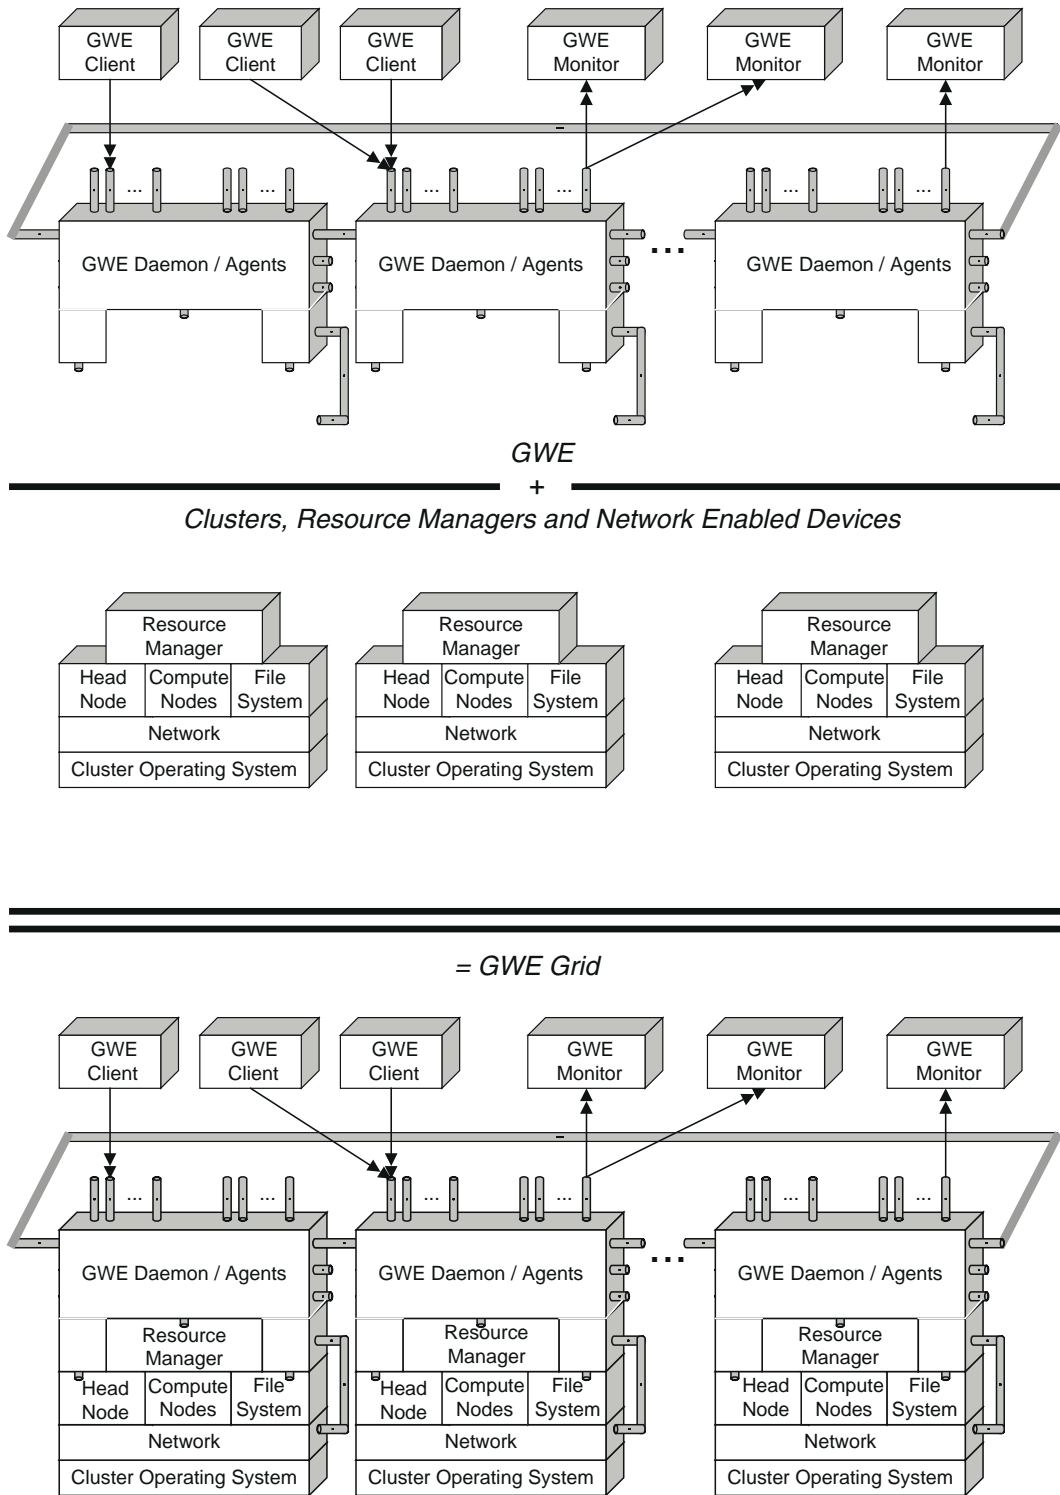 GWE
Client
GWE
Client
GWE
Client
GWE
Monitor
GWE
Monitor
GWE
Monitor
... ... ... ... ... ...
GWE Daemon / Agents
GWE Daemon / Agents
...
GWE Daemon / Agents
GWE
+
Clusters, Resource Managers and Network Enabled Devices
Resource
Manager
Head
Node
Compute
Nodes
File
System
Network
Cluster Operating System
Resource
Manager
Head
Node
Compute
Nodes
File
System
Network
Cluster Operating System
Resource
Manager
Head
Node
Compute
Nodes
File
System
Network
Cluster Operating System
= GWE Grid
GWE
Client
GWE
Client
GWE
Client
GWE
Monitor
GWE
Monitor
GWE
Monitor
... ... ... ... ... ...
GWE Daemon / Agents
Resource
Manager
Head
Node
Compute
Nodes
File
System
Network
Cluster Operating System
GWE Daemon / Agents
Resource
Manager
Head
Node
Compute
Nodes
File
System
Network
Cluster Operating System
...
GWE Daemon / Agents
Resource
Manager
Head
Node
Compute
Nodes
File
System
Network
Cluster Operating System